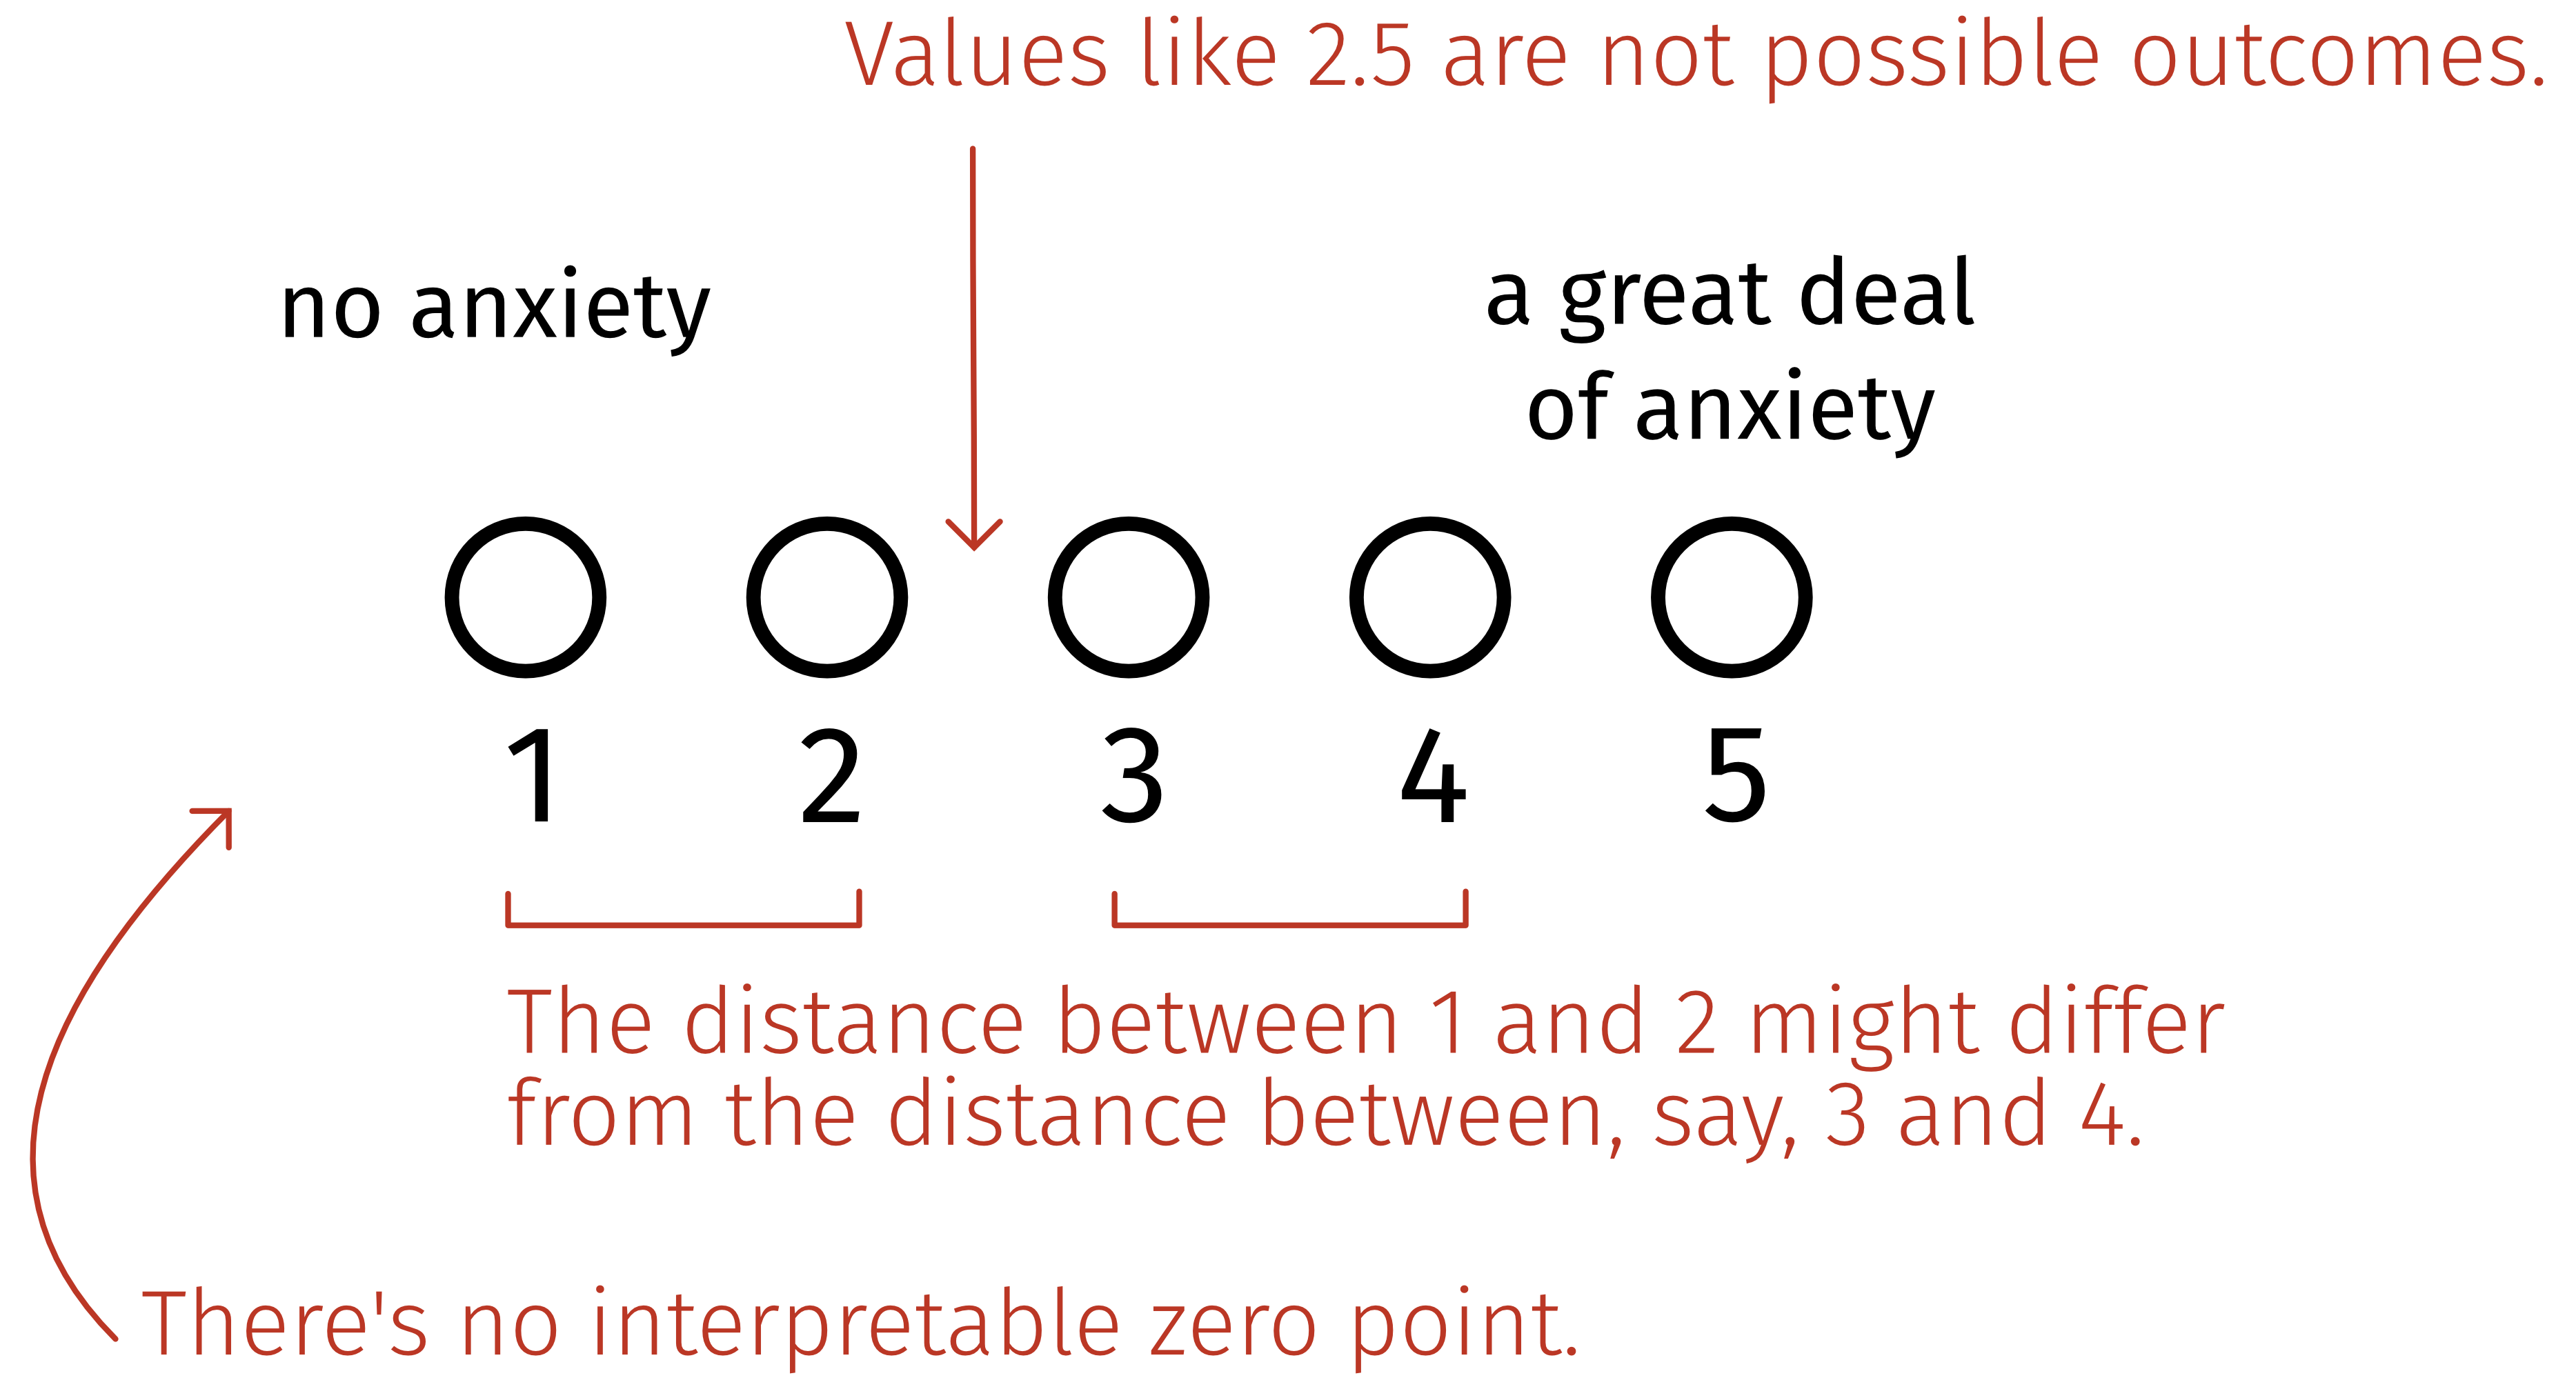 Values like 2.5 are not possible outcomes.
no anxiety
a great deal
of anxiety
1 2 3 4 5
The distance between 1 and 2 might differ
from the distance between, say, 3 and 4.
There's no interpretable zero point.